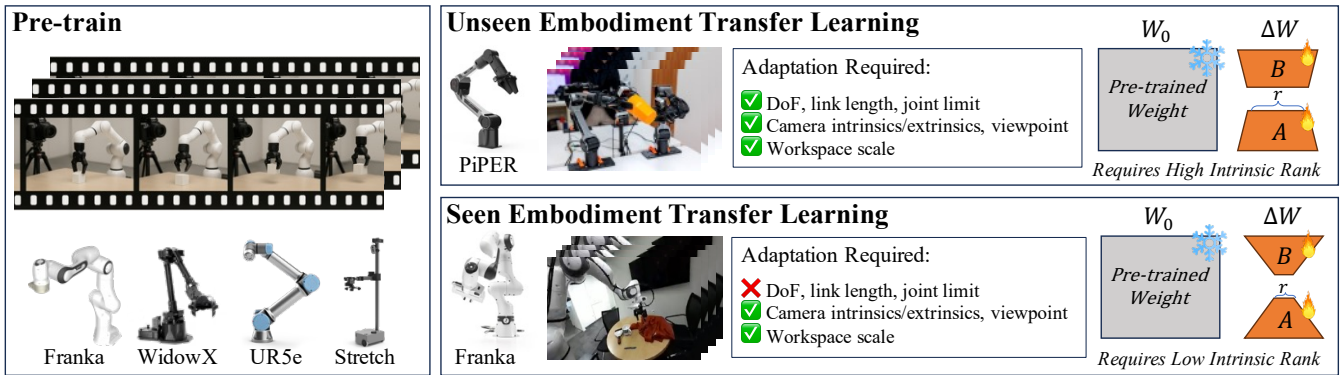 Pre-train
Franka
WidowX
UR5e
Stretch
Unseen Embodiment Transfer Learning
PiPER
Adaptation Required:
✅ DoF, link length, joint limit
✅ Camera intrinsics/extrinsics, viewpoint
✅ Workspace scale
W₀
ΔW
Pre-trained
Weight
B
r
A
Requires High Intrinsic Rank
Seen Embodiment Transfer Learning
Franka
Adaptation Required:
❌ DoF, link length, joint limit
✅ Camera intrinsics/extrinsics, viewpoint
✅ Workspace scale
W₀
ΔW
Pre-trained
Weight
B
r
A
Requires Low Intrinsic Rank